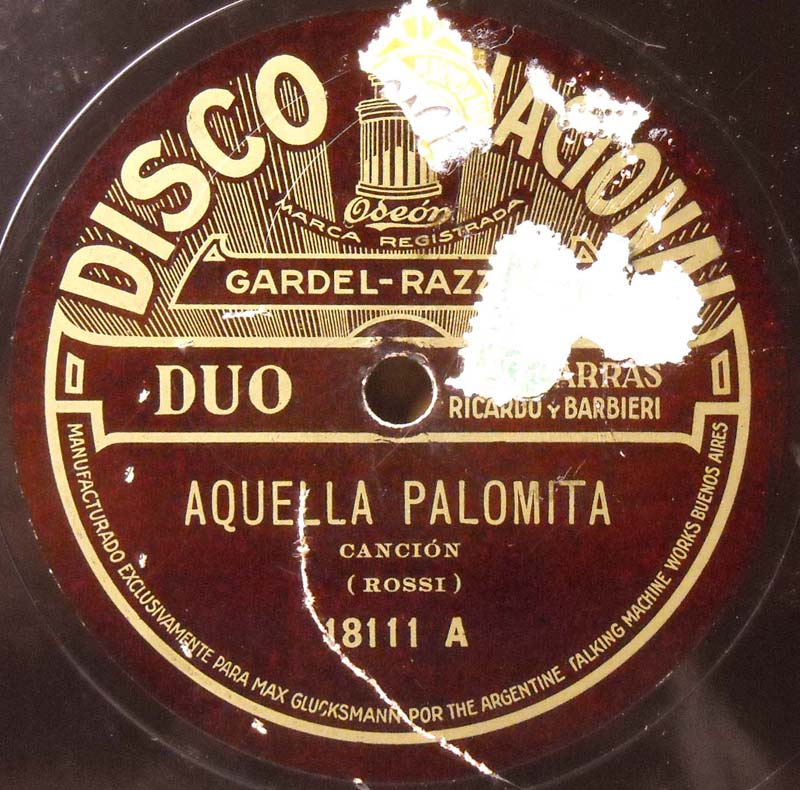 DISCO NACIONAL
Odeón
MARCA REGISTRADA
GARDEL-RAZZ
DUO
ARRAS
RICARDO Y BARBIERI
AQUELLA PALOMITA
CANCIÓN
(ROSSI)
18111 A
MANUFACTURADO EXCLUSIVAMENTE PARA MAX GLUCKSMANN POR THE ARGENTINE TALKING MACHINE WORKS BUENOS AIRES